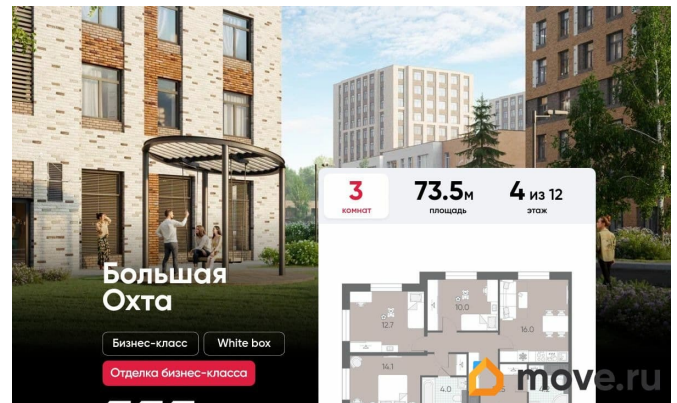 3
комнат
73.5м
площадь
4 из 12
этаж
Большая
Охта
Бизнес-класс
White box
Отделка бизнес-класса
12.7
10.0
16.0
14.1
4.0
move.ru